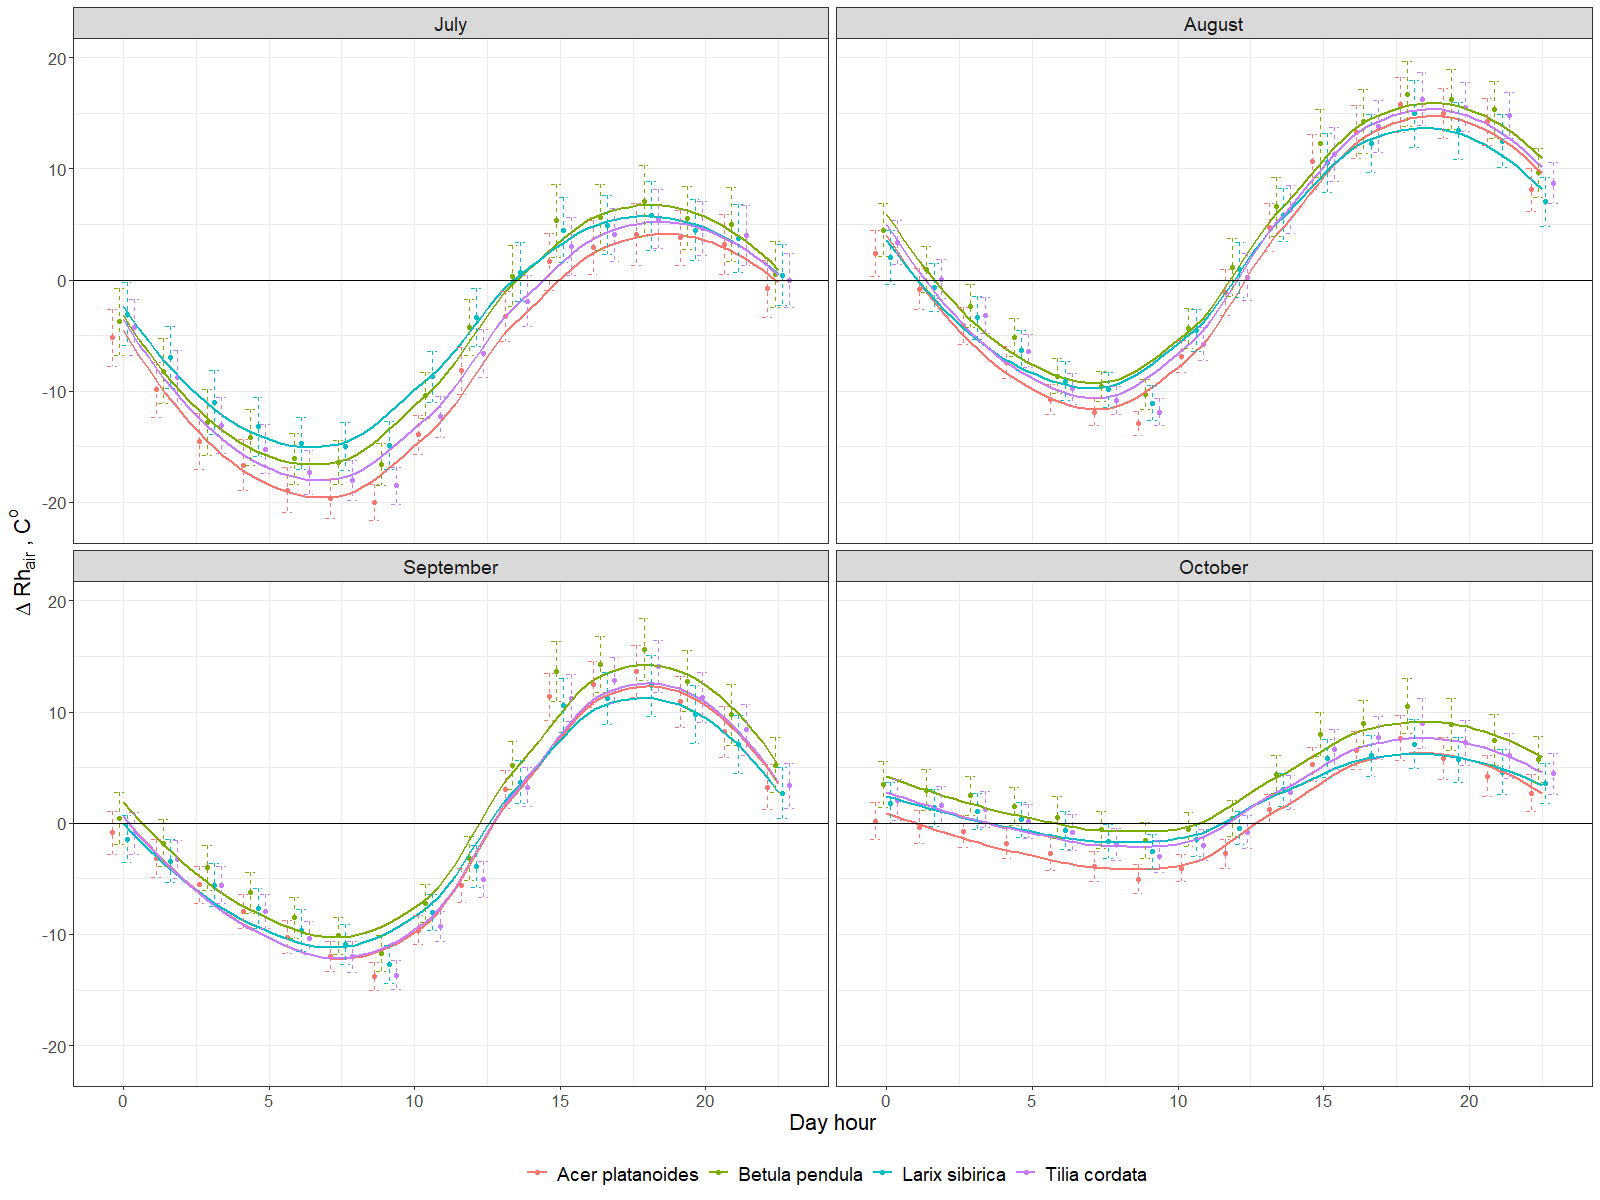 July
August
20
10
0
-10
-20
September
October
20
10
0
-10
-20
Δ Rh_air , C°
0 5 10 15 20
0 5 10 15 20
Day hour
Acer platanoides Betula pendula Larix sibirica Tilia cordata